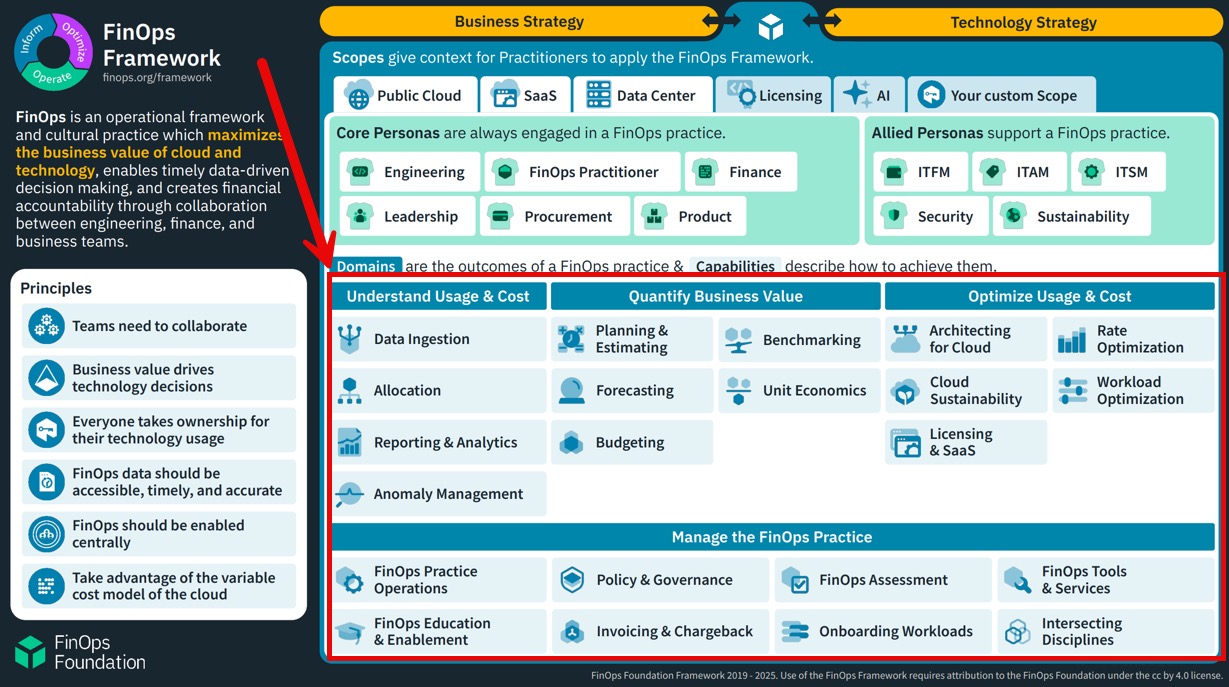 Inform
Optimize
Operate
FinOps
Framework
finops.org/framework
FinOps is an operational framework
and cultural practice which maximizes
the business value of cloud and
technology, enables timely data-driven
decision making, and creates financial
accountability through collaboration
between engineering, finance, and
business teams.
Principles
Teams need to collaborate
Business value drives
technology decisions
Everyone takes ownership for
their technology usage
FinOps data should be
accessible, timely, and accurate
FinOps should be enabled
centrally
Take advantage of the variable
cost model of the cloud
FinOps
Foundation
Business Strategy
Technology Strategy
Scopes give context for Practitioners to apply the FinOps Framework.
Public Cloud
SaaS
Data Center
Licensing
AI
Your custom Scope
Core Personas are always engaged in a FinOps practice.
Engineering
FinOps Practitioner
Finance
Leadership
Procurement
Product
Allied Personas support a FinOps practice.
ITFM
ITAM
ITSM
Security
Sustainability
Domains are the outcomes of a FinOps practice & Capabilities describe how to achieve them.
Understand Usage & Cost
Data Ingestion
Allocation
Reporting & Analytics
Anomaly Management
Quantify Business Value
Planning &
Estimating
Benchmarking
Forecasting
Unit Economics
Budgeting
Optimize Usage & Cost
Architecting
for Cloud
Rate
Optimization
Cloud
Sustainability
Workload
Optimization
Licensing
& SaaS
Manage the FinOps Practice
FinOps Practice
Operations
Policy & Governance
FinOps Assessment
FinOps Tools
& Services
FinOps Education
& Enablement
Invoicing & Chargeback
Onboarding Workloads
Intersecting
Disciplines
FinOps Foundation Framework 2019 - 2025. Use of the FinOps Framework requires attribution to the FinOps Foundation under the cc by 4.0 license.